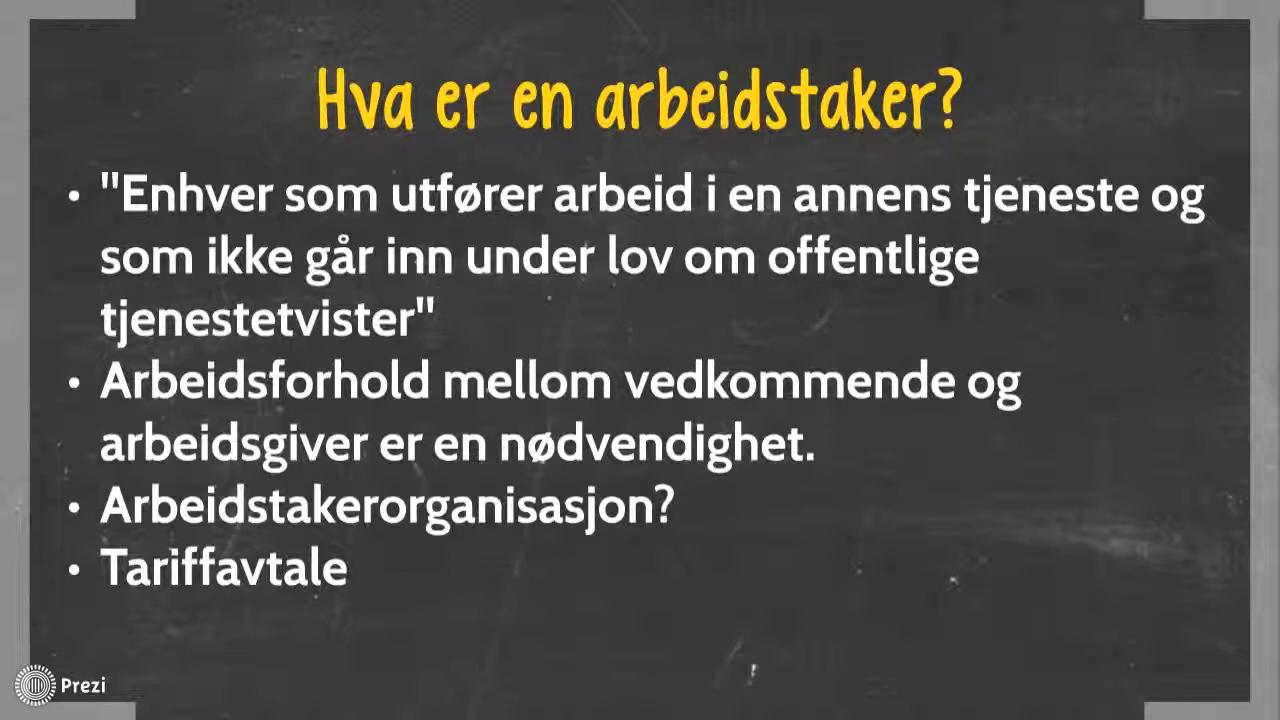 Hva er en arbeidstaker?
• "Enhver som utfører arbeid i en annens tjeneste og
som ikke går inn under lov om offentlige
tjenestetvister"
• Arbeidsforhold mellom vedkommende og
arbeidsgiver er en nødvendighet.
• Arbeidstakerorganisasjon?
• Tariffavtale
Prezi